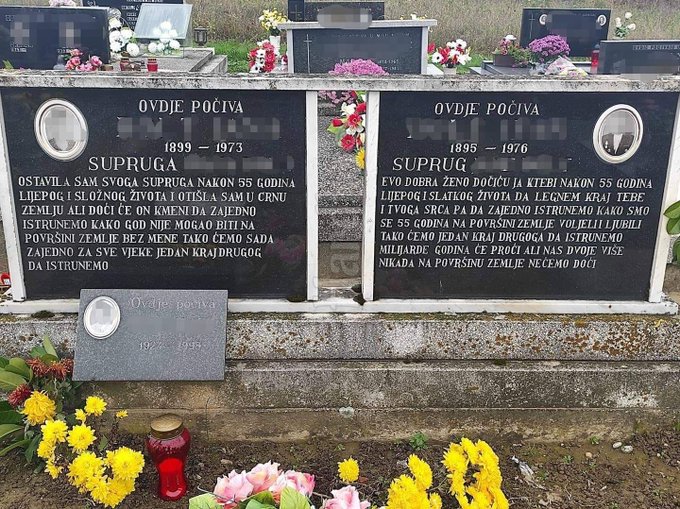 OVDJE POČIVA
1899 – 1973
SUPRUGA
OSTAVILA SAM SVOGA SUPRUGA NAKON 55 GODINA
LIJEPOG I SLOŽNOG ŽIVOTA I OTIŠLA SAM U CRNU
ZEMLJU ALI DOĆI ĆE ON KMENI DA ZAJEDNO
ISTRUNEMO KAKO GOD NIJE MOGAO BITI NA
POVRŠINI ZEMLJE BEZ MENE TAKO ĆEMO SADA
ZAJEDNO ZA SVE VJEKE JEDAN KRAJ DRUGOG
DA ISTRUNEMO
OVDJE POČIVA
1895 – 1976
SUPRUG
EVO DOBRA ŽENO DOČIĆU JA KTEBI NAKON 55 GODINA
LIJEPOG I SLATKOG ŽIVOTA DA LEGNEM KRAJ TEBE
I TVOGA SRCA PA DA ZAJEDNO ISTRUNEMO KAKO SMO
SE 55 GODINA NA POVRŠINI ZEMLJE VOLJELI I LJUBILI
TAKO ĆEMO JEDAN KRAJ DRUGOGA DA ISTRUNEMO
MILIJARDE GODINA ĆE PROČI ALI NAS DVOJE VIŠE
NIKADA NA POVRŠINU ZEMLJE NEĆEMO DOĆI
Ovdje počiva